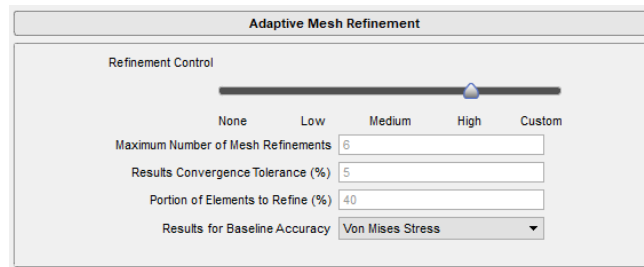 Adaptive Mesh Refinement
Refinement Control
None Low Medium High Custom
Maximum Number of Mesh Refinements 6
Results Convergence Tolerance (%) 5
Portion of Elements to Refine (%) 40
Results for Baseline Accuracy Von Mises Stress